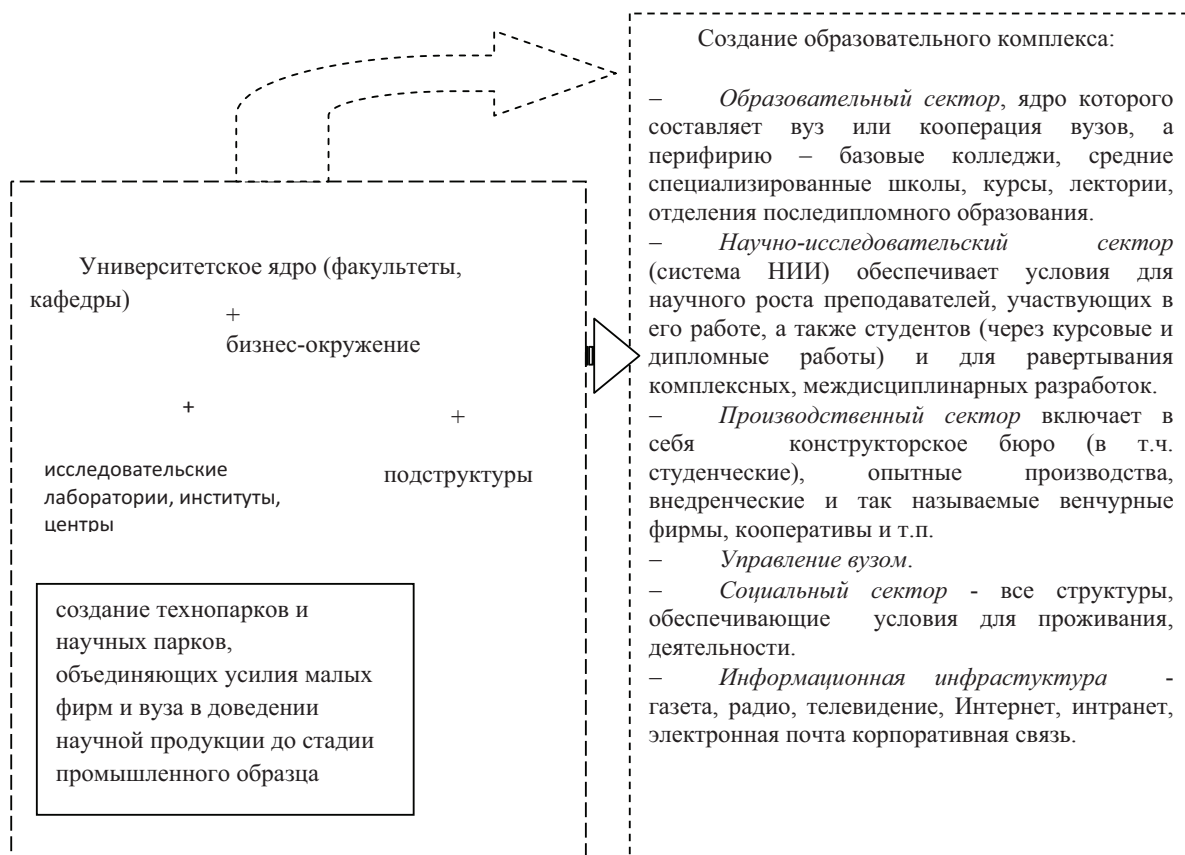 Университетское ядро (факультеты,
кафедры)
+
бизнес-окружение
+
+
исследовательские
лаборатории, институты,
центры
подструктуры
создание технопарков и
научных парков,
объединяющих усилия малых
фирм и вуза в доведении
научной продукции до стадии
промышленного образца
Создание образовательного комплекса:
– Образовательный сектор, ядро которого
составляет вуз или кооперация вузов, а
перифирию – базовые колледжи, средние
специализированные школы, курсы, лектории,
отделения последипломного образования.
– Научно-исследовательский сектор
(система НИИ) обеспечивает условия для
научного роста преподавателей, участвующих в
его работе, а также студентов (через курсовые и
дипломные работы) и для равертывания
комплексных, междисциплинарных разработок.
– Производственный сектор включает в
себя конструкторское бюро (в т.ч.
студенческие), опытные производства,
внедренческие и так называемые венчурные
фирмы, кооперативы и т.п.
– Управление вузом.
– Социальный сектор - все структуры,
обеспечивающие условия для проживания,
деятельности.
– Информационная инфрастуктура -
газета, радио, телевидение, Интернет, интранет,
электронная почта корпоративная связь.